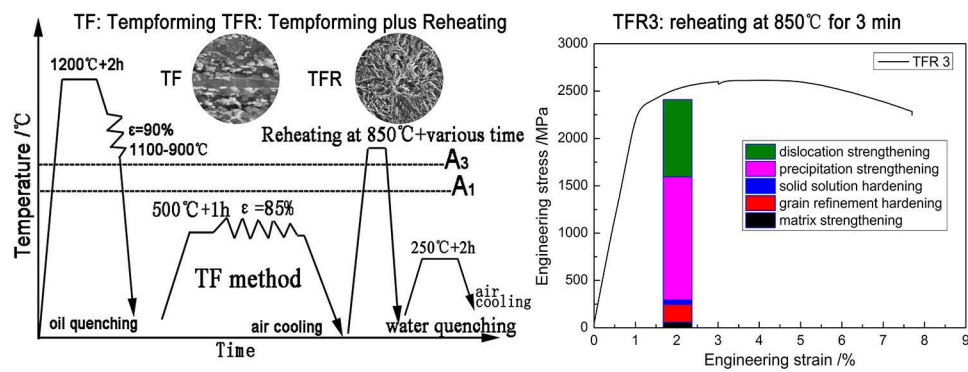 TF: Tempforming TFR: Tempforming plus Reheating
1200℃+2h
TF
TFR
ε=90%
1100-900℃
Reheating at 850℃+various time
A3
A1
500℃+1h ε =85%
250℃+2h
TF method
air
cooling
oil quenching
air cooling
water quenching
Temperature /℃
Time
TFR3: reheating at 850℃ for 3 min
3000
2500
2000
1500
1000
500
0
Engineering stress /MPa
TFR 3
dislocation strengthening
precipitation strengthening
solid solution hardening
grain refinement hardening
matrix strengthening
0 1 2 3 4 5 6 7 8 9
Engineering strain /%